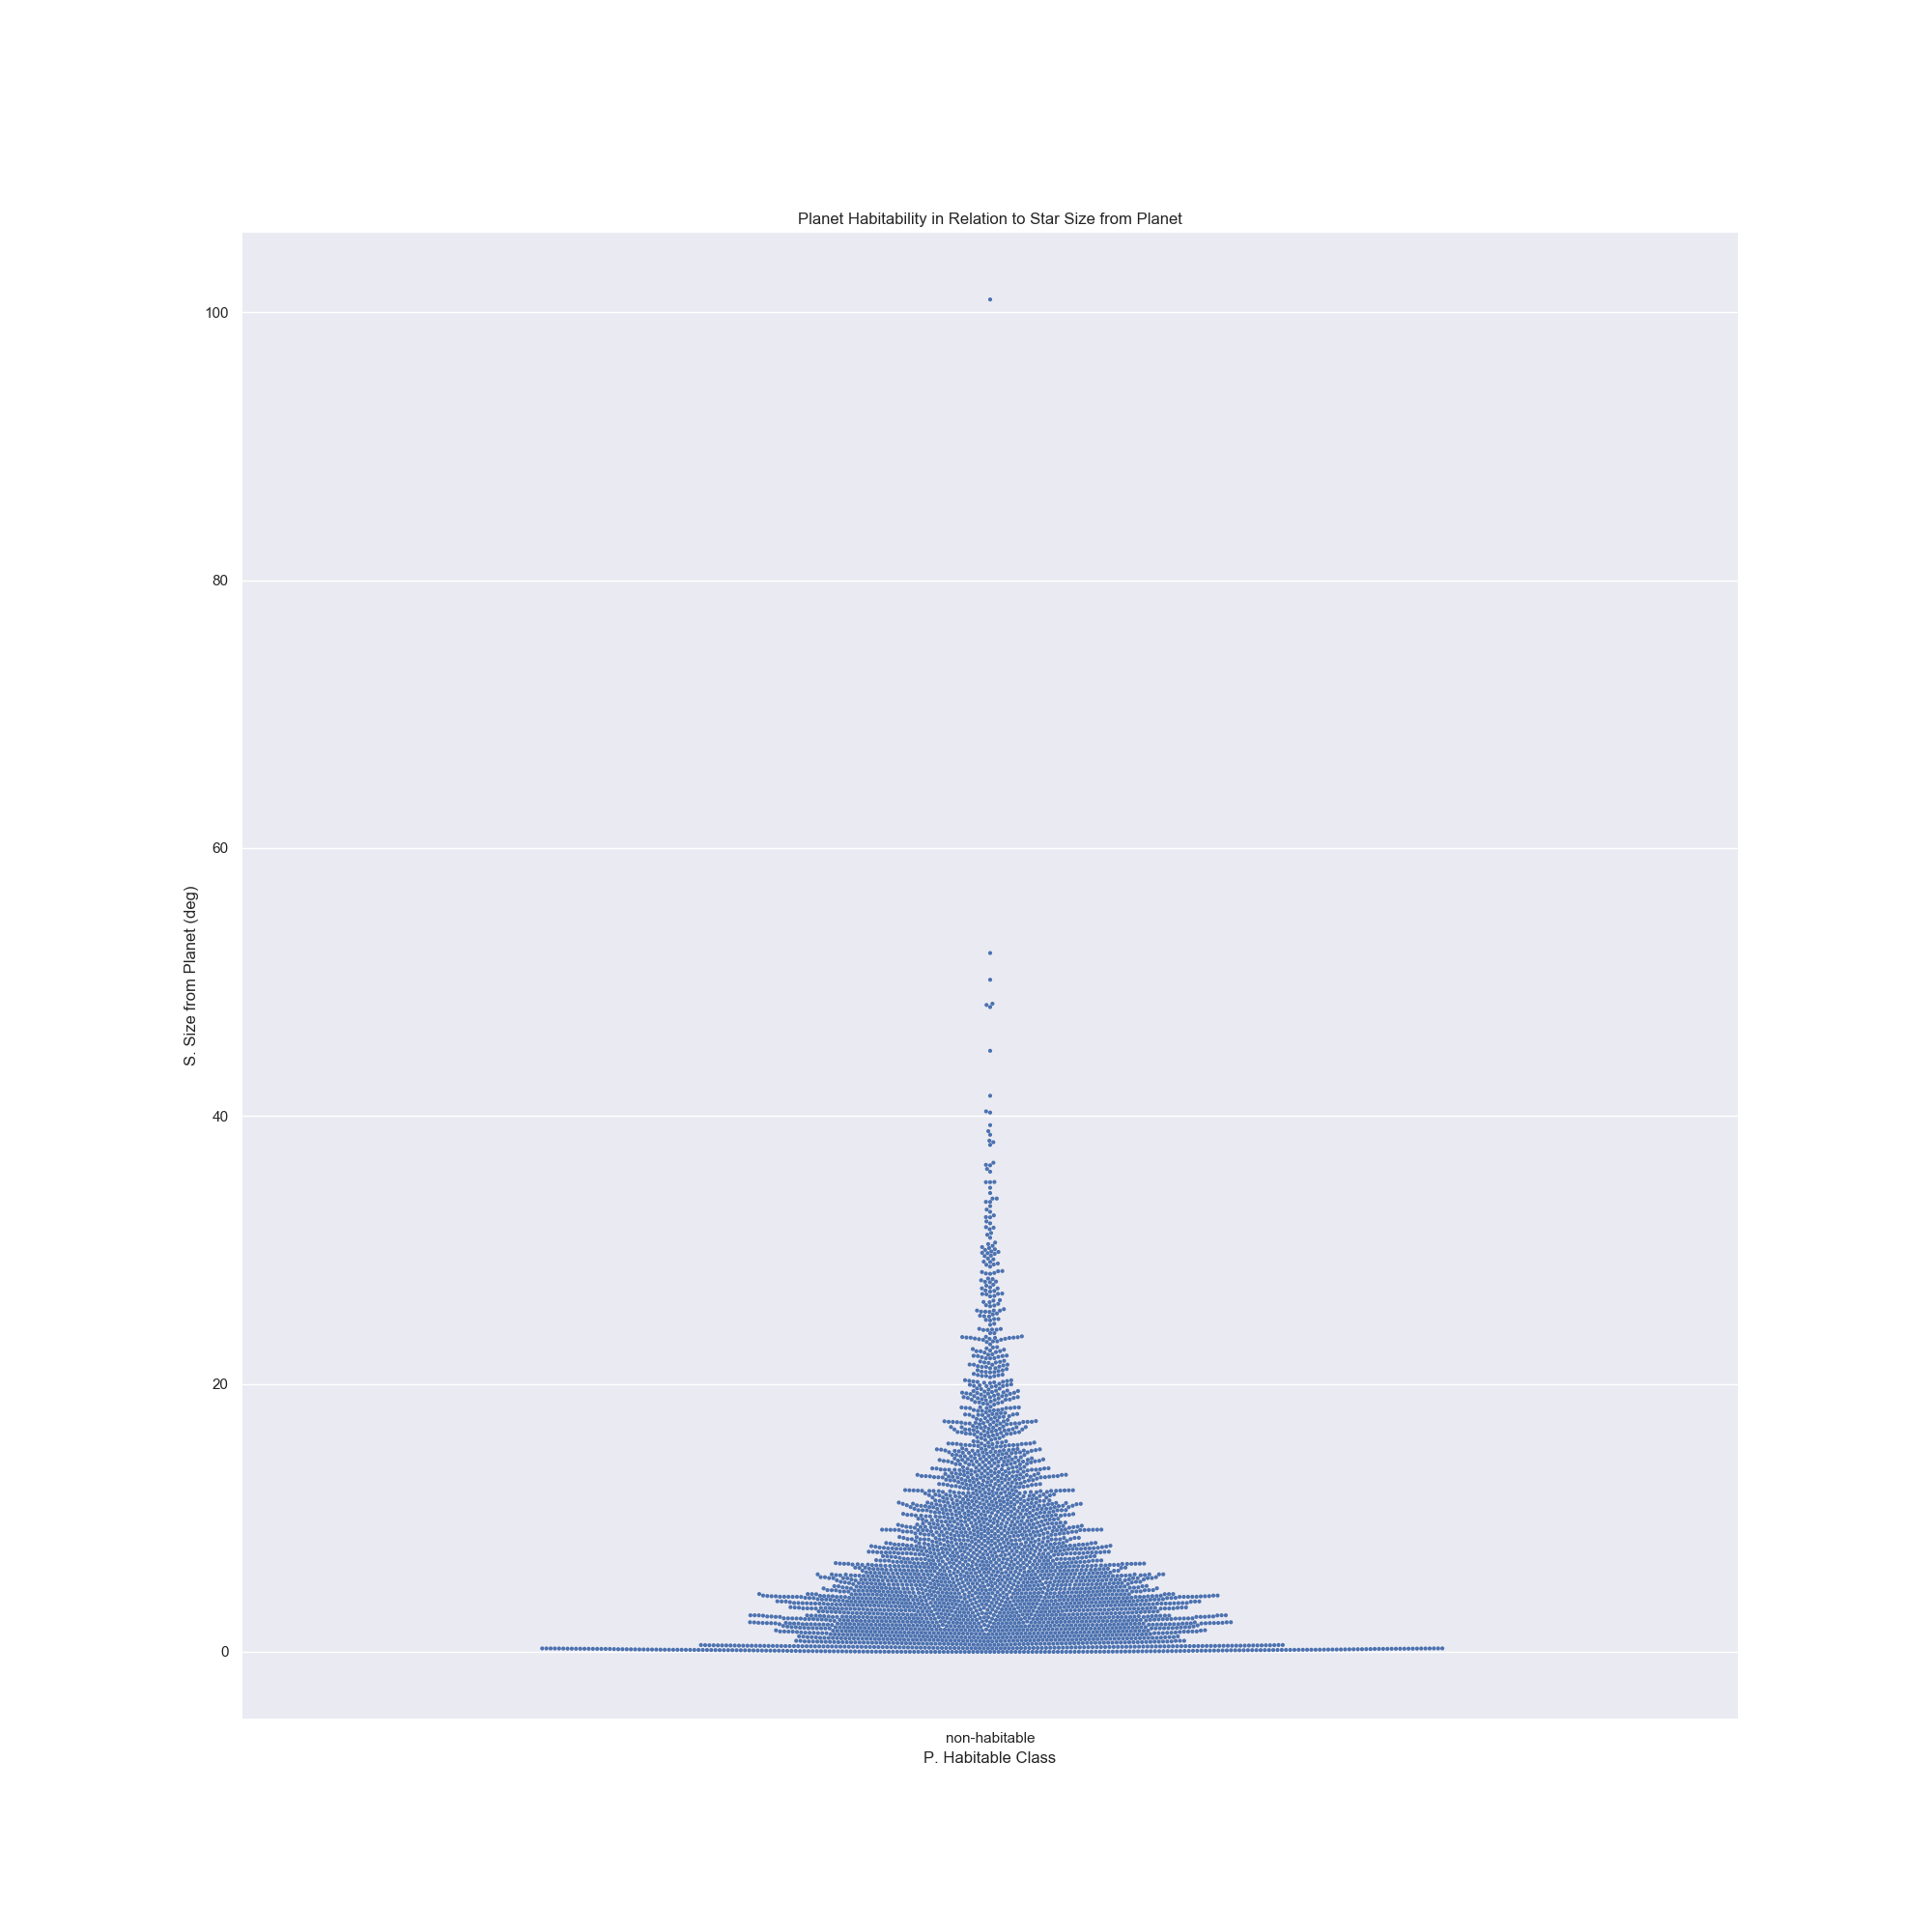 Planet Habitability in Relation to Star Size from Planet
100
80
60
40
20
0
S. Size from Planet (deg)
non-habitable
P. Habitable Class